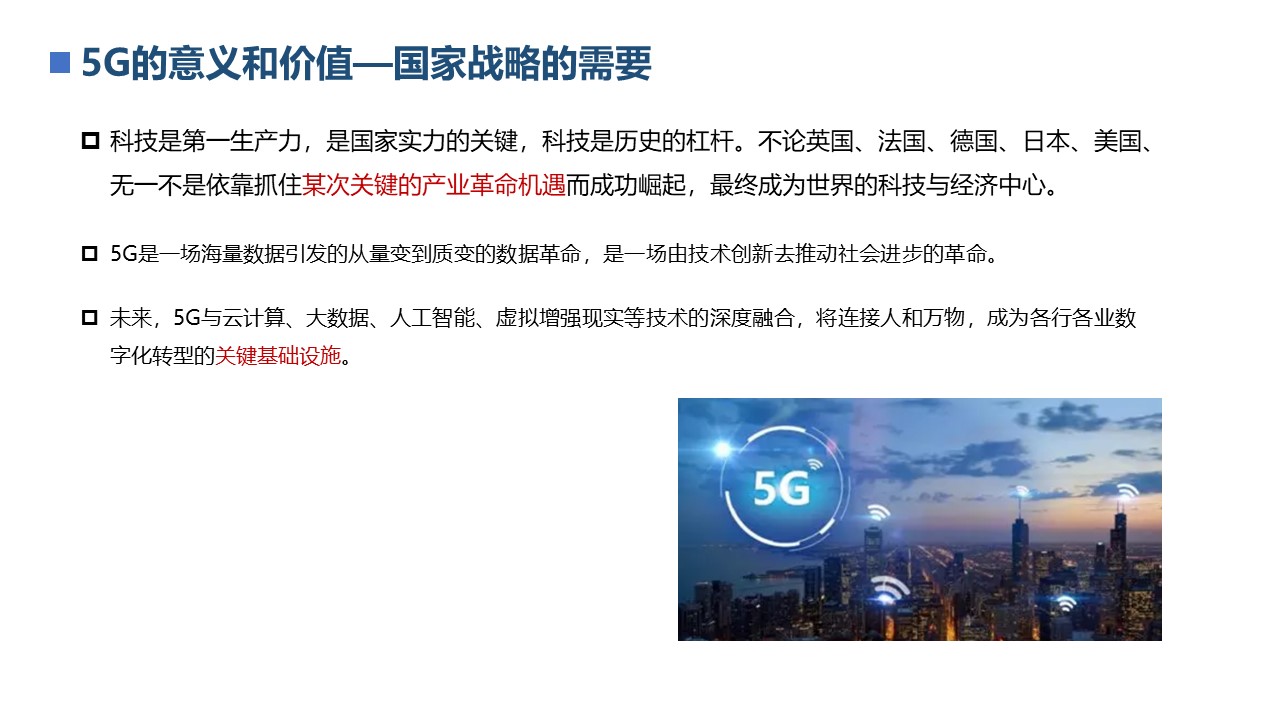 5G的意义和价值—国家战略的需要
科技是第一生产力，是国家实力的关键，科技是历史的杠杆。不论英国、法国、德国、日本、美国、
无一不是依靠抓住某次关键的产业革命机遇而成功崛起，最终成为世界的科技与经济中心。
5G是一场海量数据引发的从量变到质变的数据革命，是一场由技术创新去推动社会进步的革命。
未来，5G与云计算、大数据、人工智能、虚拟增强现实等技术的深度融合，将连接人和万物，成为各行各业数
字化转型的关键基础设施。
5G